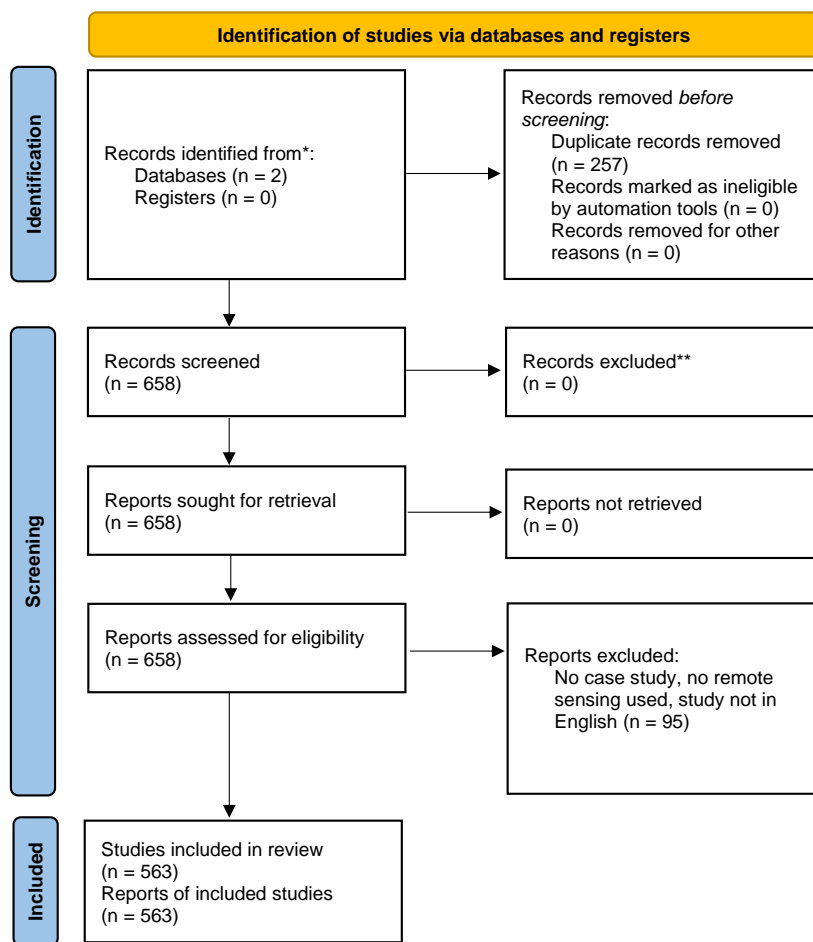 Identification of studies via databases and registers
Identification
Records identified from*:
Databases (n = 2)
Registers (n = 0)
Records removed before
screening:
Duplicate records removed
(n = 257)
Records marked as ineligible
by automation tools (n = 0)
Records removed for other
reasons (n = 0)
Screening
Records screened
(n = 658)
Records excluded**
(n = 0)
Reports sought for retrieval
(n = 658)
Reports not retrieved
(n = 0)
Reports assessed for eligibility
(n = 658)
Reports excluded:
No case study, no remote
sensing used, study not in
English (n = 95)
Included
Studies included in review
(n = 563)
Reports of included studies
(n = 563)